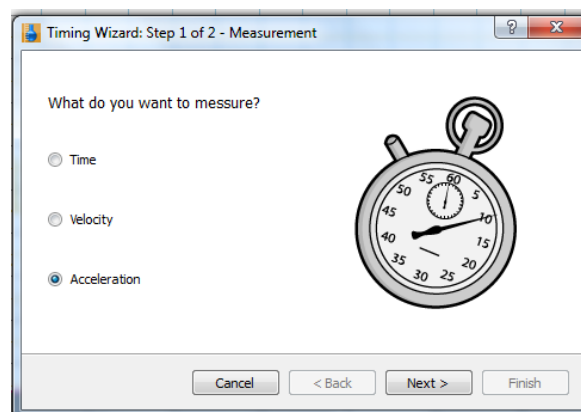 Timing Wizard: Step 1 of 2 - Measurement
?
X
What do you want to messure?
Time
Velocity
Acceleration
60
5
10
15
20
25
30
35
40
45
50
55
Cancel
< Back
Next >
Finish